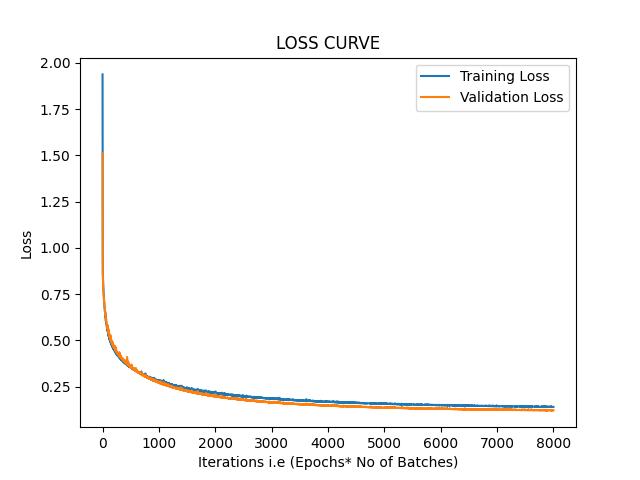 LOSS CURVE
2.00
1.75
1.50
1.25
1.00
0.75
0.50
0.25
Loss
Training Loss
Validation Loss
0 1000 2000 3000 4000 5000 6000 7000 8000
Iterations i.e (Epochs* No of Batches)